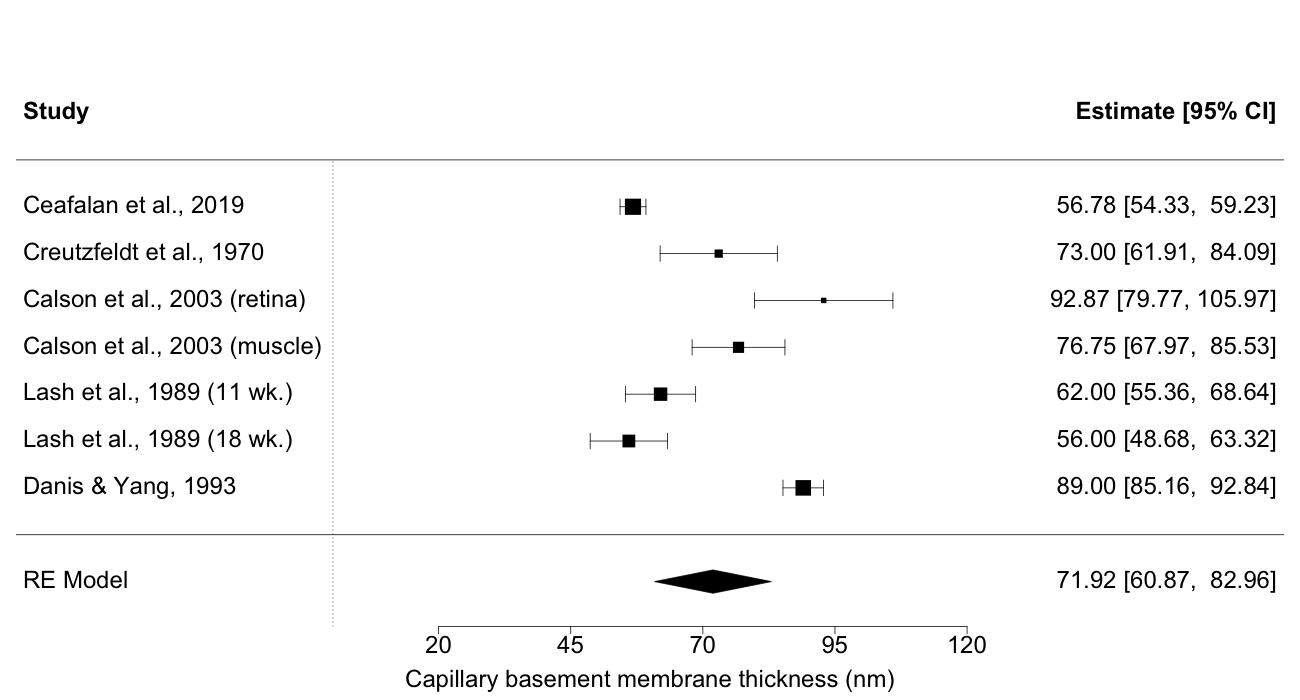 Study Estimate [95% CI]
Ceafalan et al., 2019 56.78 [54.33, 59.23]
Creutzfeldt et al., 1970 73.00 [61.91, 84.09]
Calson et al., 2003 (retina) 92.87 [79.77, 105.97]
Calson et al., 2003 (muscle) 76.75 [67.97, 85.53]
Lash et al., 1989 (11 wk.) 62.00 [55.36, 68.64]
Lash et al., 1989 (18 wk.) 56.00 [48.68, 63.32]
Danis & Yang, 1993 89.00 [85.16, 92.84]
RE Model 71.92 [60.87, 82.96]
20 45 70 95 120
Capillary basement membrane thickness (nm)